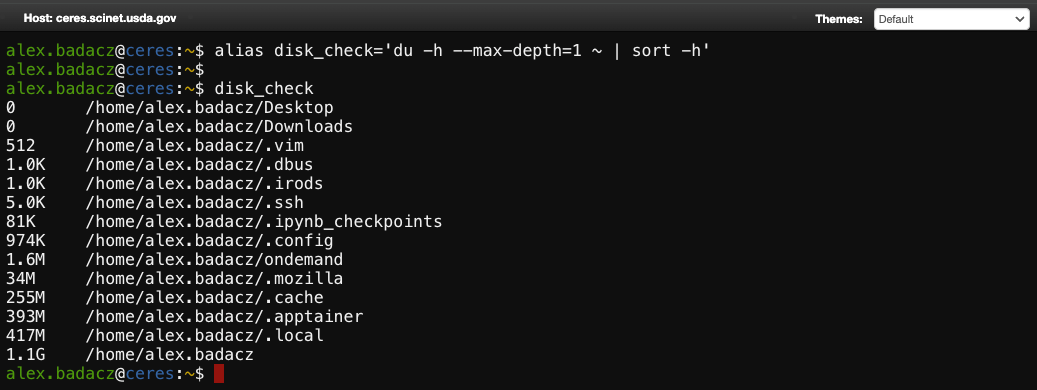 Host: ceres.scinet.usda.gov Themes: Default
alex.badacz@ceres:~$ alias disk_check='du -h --max-depth=1 ~ | sort -h'
alex.badacz@ceres:~$
alex.badacz@ceres:~$ disk_check
0       /home/alex.badacz/Desktop
0       /home/alex.badacz/Downloads
512     /home/alex.badacz/.vim
1.0K    /home/alex.badacz/.dbus
1.0K    /home/alex.badacz/.irods
5.0K    /home/alex.badacz/.ssh
81K     /home/alex.badacz/.ipynb_checkpoints
974K    /home/alex.badacz/.config
1.6M    /home/alex.badacz/ondemand
34M     /home/alex.badacz/.mozilla
255M    /home/alex.badacz/.cache
393M    /home/alex.badacz/.apptainer
417M    /home/alex.badacz/.local
1.1G    /home/alex.badacz
alex.badacz@ceres:~$